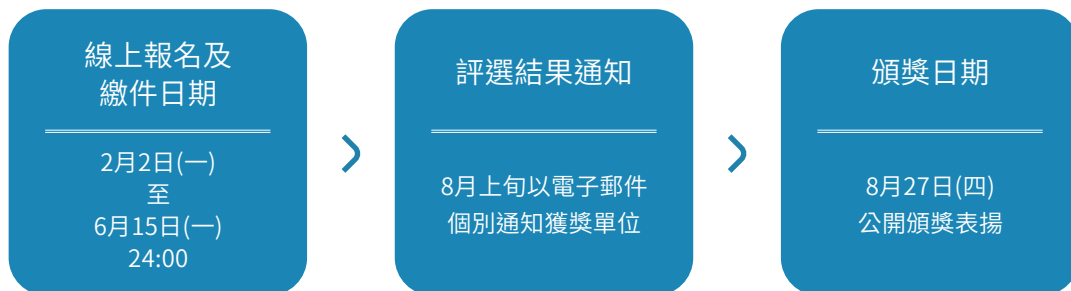 線上報名及
繳件日期
2月2日(一)
至
6月15日(一)
24:00
評選結果通知
8月上旬以電子郵件
個別通知獲獎單位
頒獎日期
8月27日(四)
公開頒獎表揚